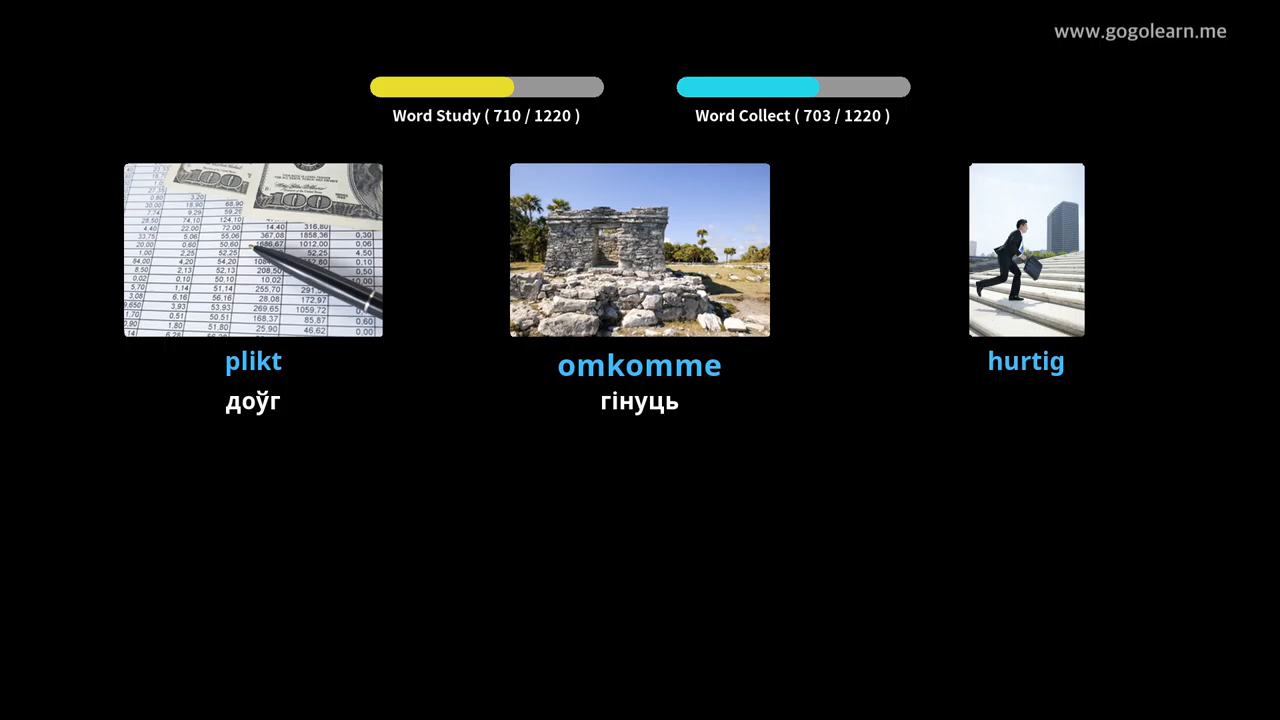 www.gogolearn.me
Word Study ( 710 / 1220 )
Word Collect ( 703 / 1220 )
plikt
omkomme
hurtig
доўг
гінуць